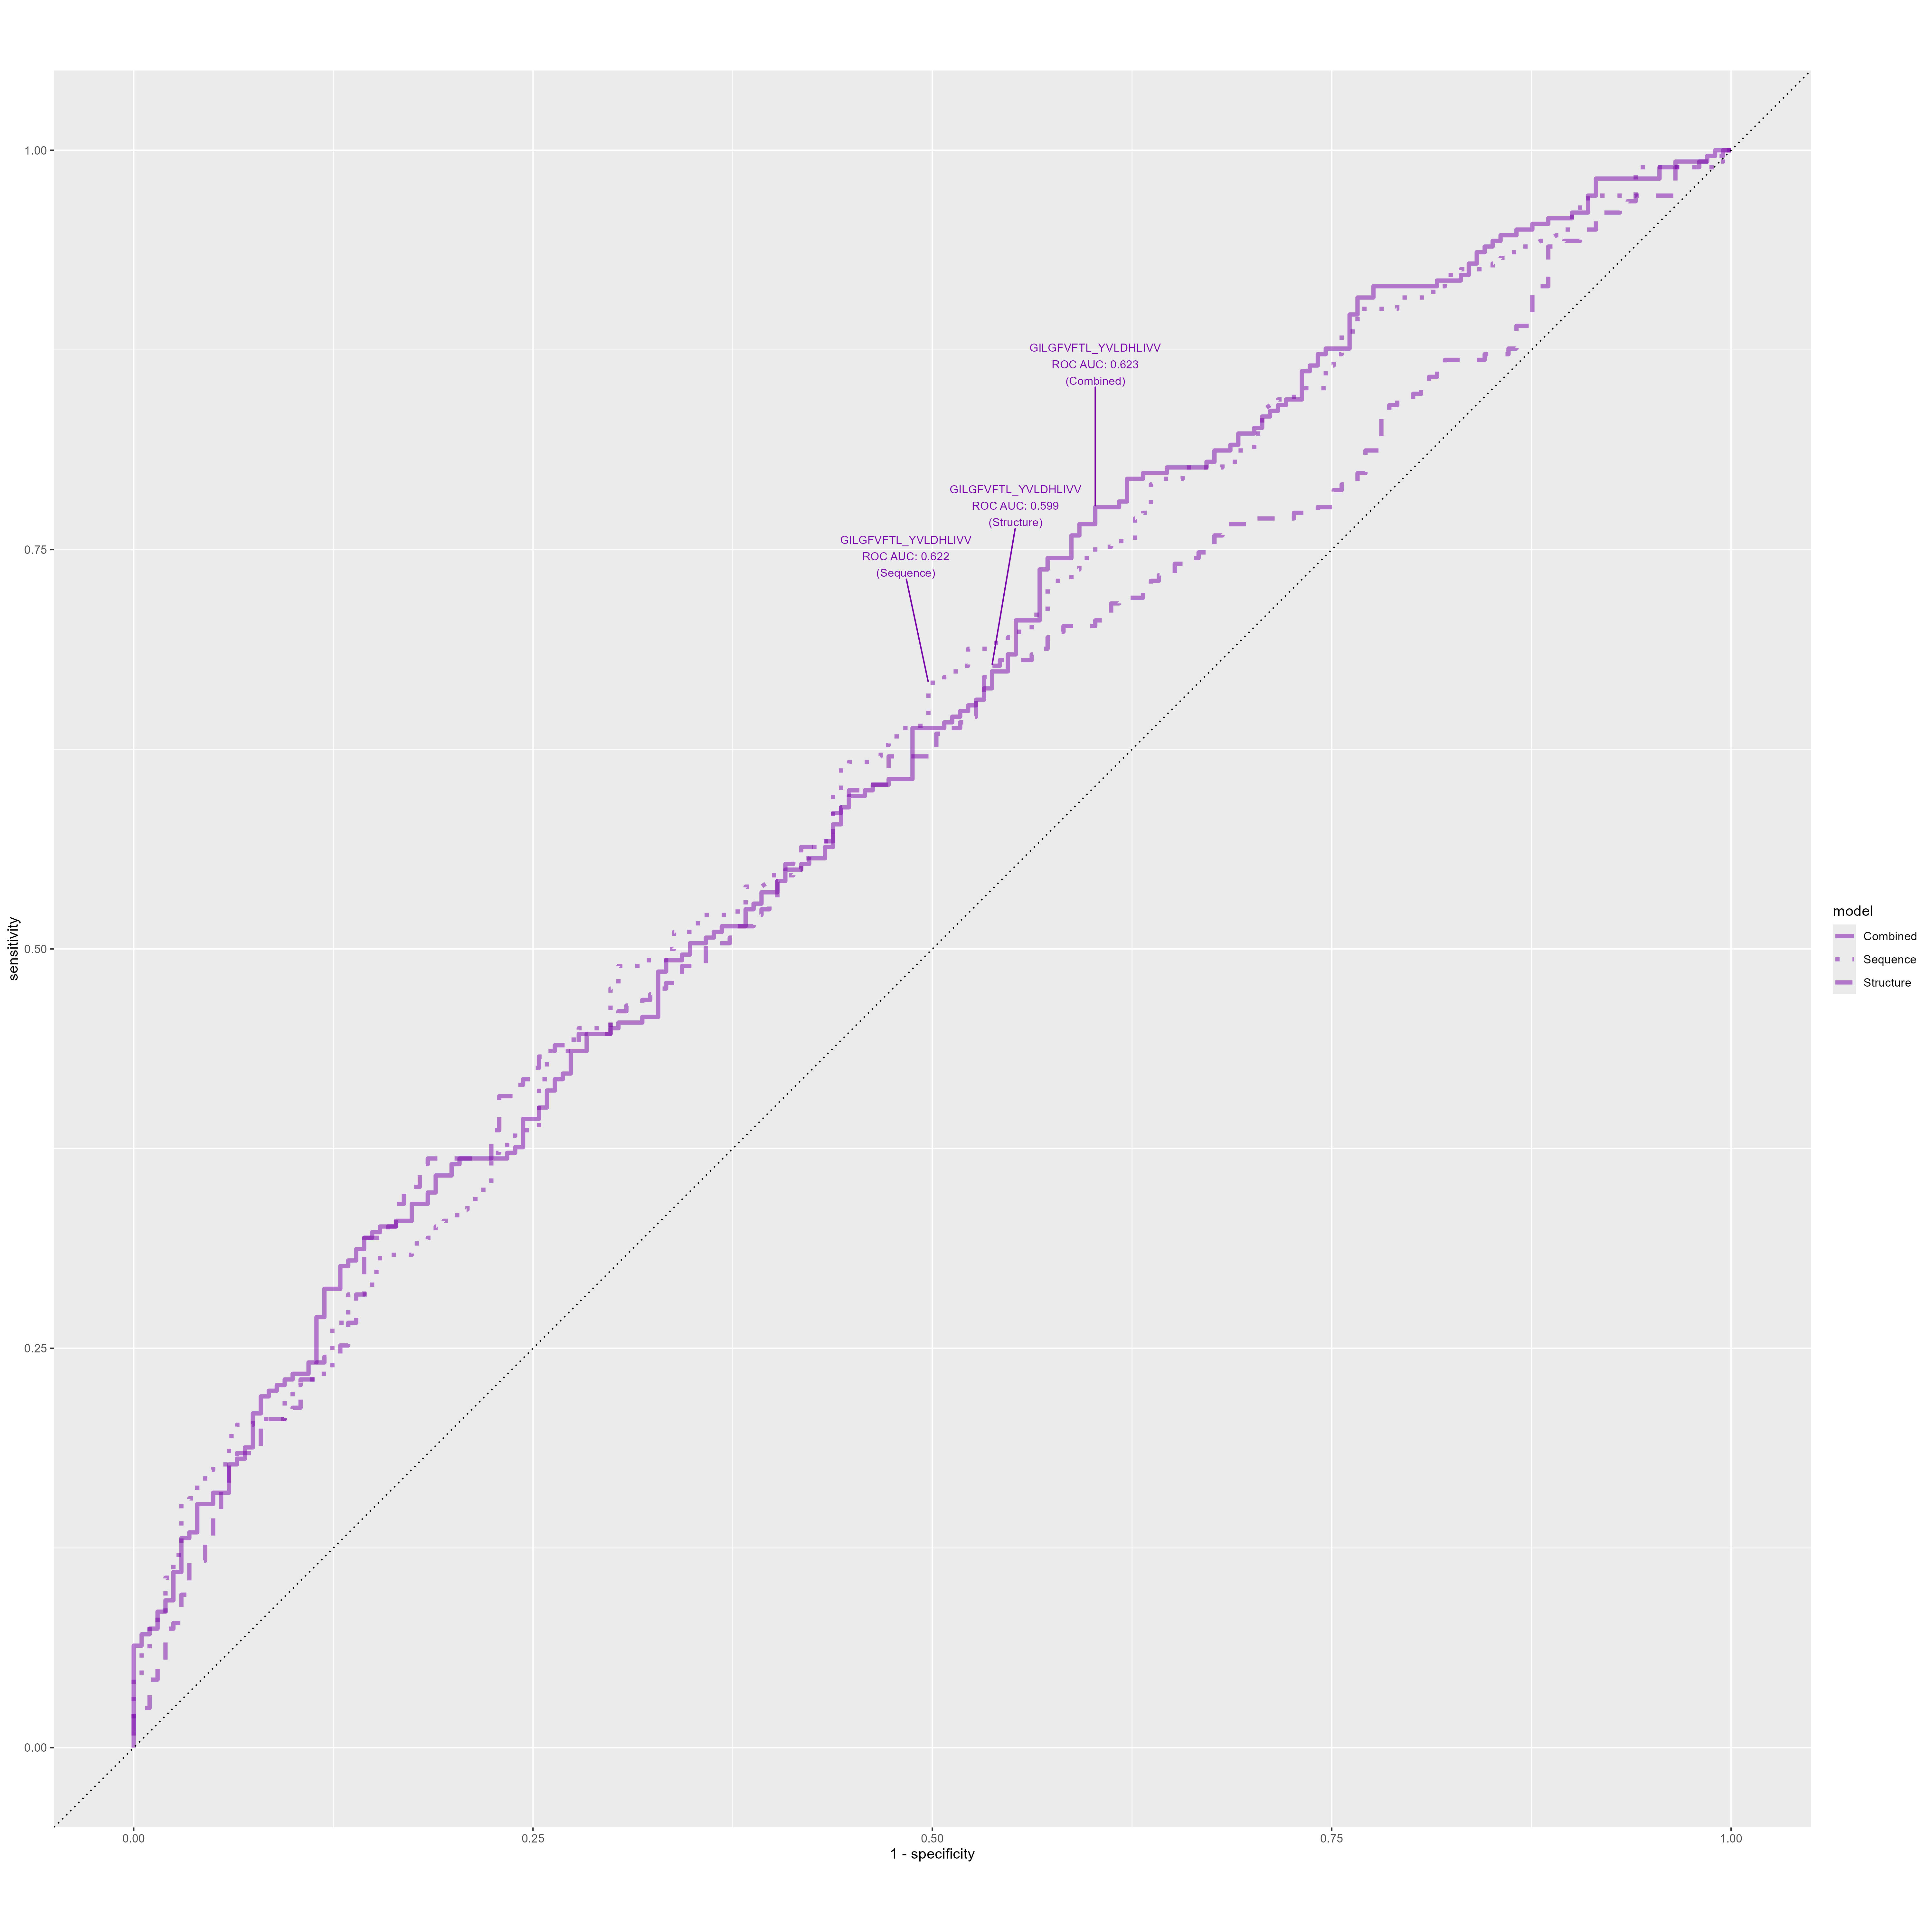 1.00
0.75
0.50
0.25
0.00
sensitivity
GILGFVFTL_YVLDHLIVV
ROC AUC: 0.623
(Combined)
GILGFVFTL_YVLDHLIVV
ROC AUC: 0.599
(Structure)
GILGFVFTL_YVLDHLIVV
ROC AUC: 0.622
(Sequence)
model
Combined
Sequence
Structure
0.00
0.25
0.50
0.75
1.00
1 - specificity